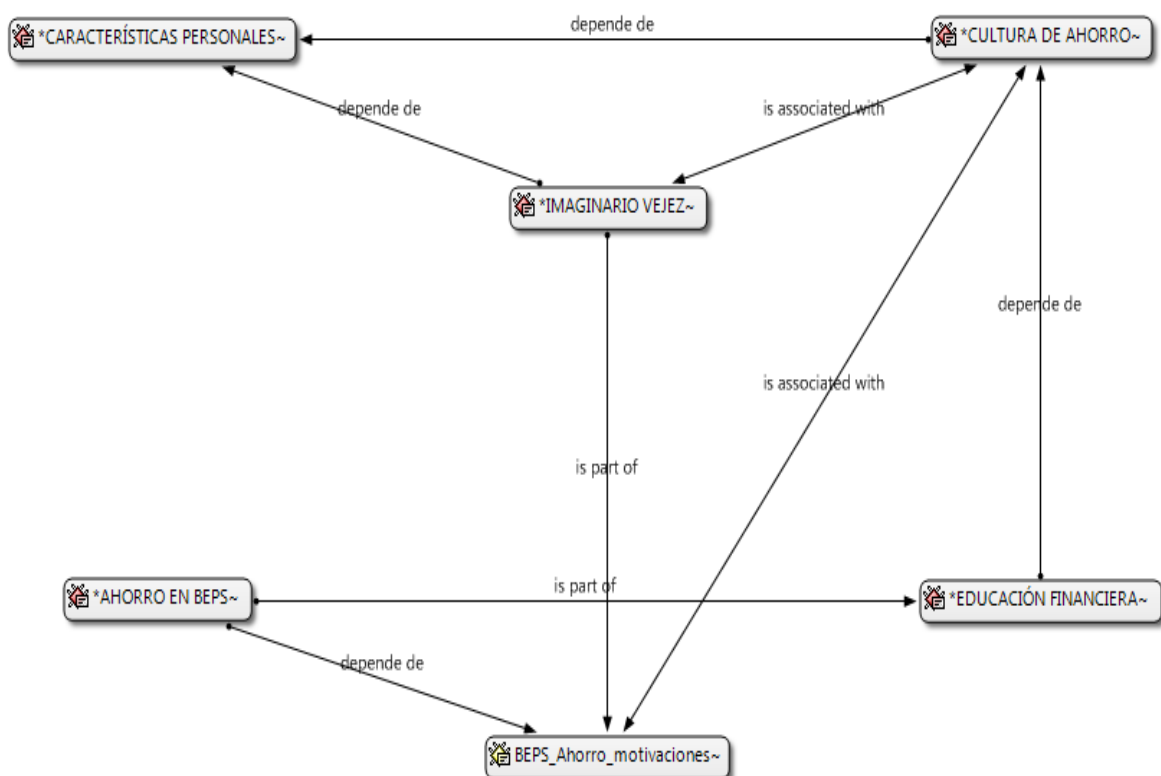 depende de
*CARACTERÍSTICAS PERSONALES~
*CULTURA DE AHORRO~
depende de
is associated with
*IMAGINARIO VEJEZ~
depende de
is associated with
is part of
*AHORRO EN BEPS~
is part of
*EDUCACIÓN FINANCIERA~
depende de
BEPS_Ahorro_motivaciones~